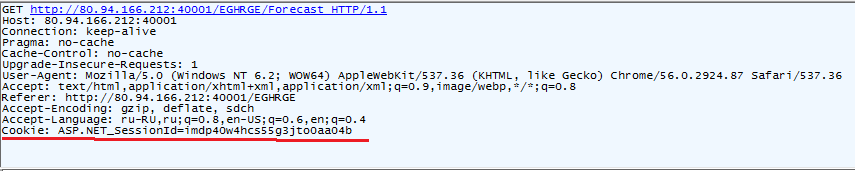 GET http://80.94.166.212:40001/EGHRGE/Forecast HTTP/1.1
Host: 80.94.166.212:40001
Connection: keep-alive
Pragma: no-cache
Cache-Control: no-cache
Upgrade-Insecure-Requests: 1
User-Agent: Mozilla/5.0 (Windows NT 6.2; WOW64) AppleWebKit/537.36 (KHTML, like Gecko) Chrome/56.0.2924.87 Safari/537.36
Accept: text/html,application/xhtml+xml,application/xml;q=0.9,image/webp,*/*;q=0.8
Referer: http://80.94.166.212:40001/EGHRGE
Accept-Encoding: gzip, deflate, sdch
Accept-Language: ru-RU,ru;q=0.8,en-US;q=0.6,en;q=0.4
Cookie: ASP.NET_SessionId=imdp40w4hcs55g3jto0aa04b